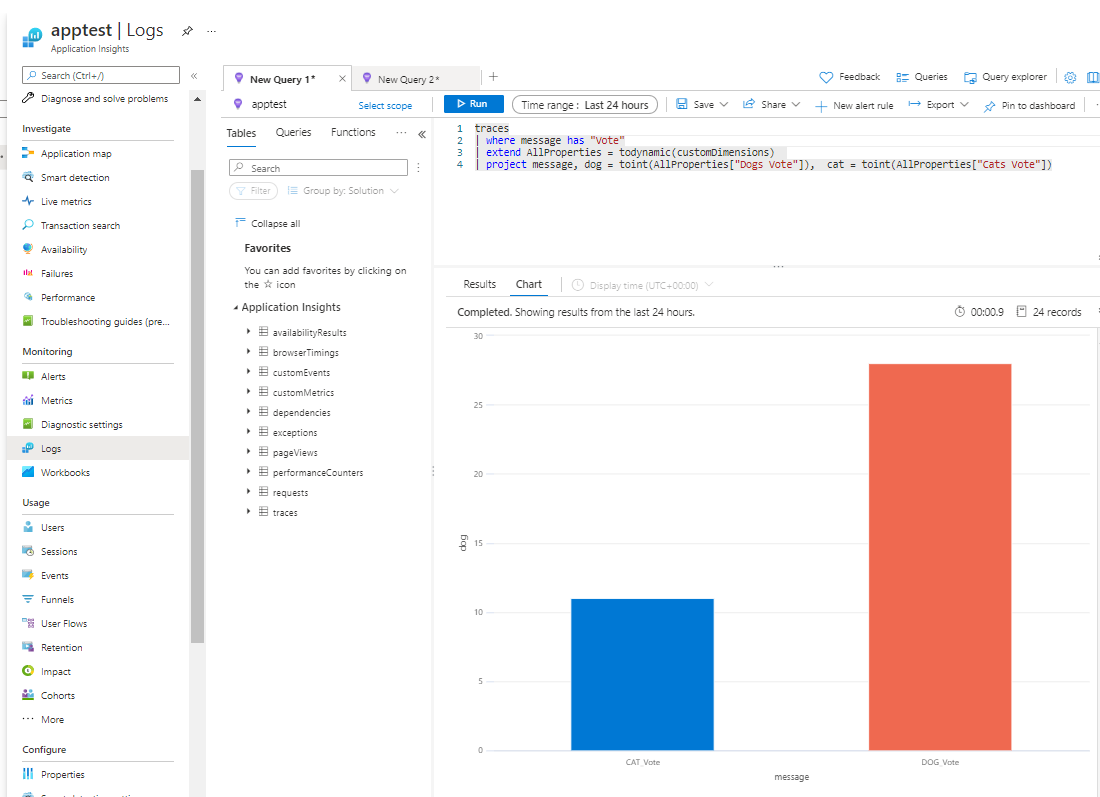 apptest | Logs
Application Insights
Search (Ctrl+/)
Diagnose and solve problems
Investigate
Application map
Smart detection
Live metrics
Transaction search
Availability
Failures
Performance
Troubleshooting guides (pre...
Monitoring
Alerts
Metrics
Diagnostic settings
Logs
Workbooks
Usage
Users
Sessions
Events
Funnels
User Flows
Retention
Impact
Cohorts
More
Configure
Properties
New Query 1*
New Query 2*
Feedback
Queries
Query explorer
apptest
Select scope
Run
Time range : Last 24 hours
Save
Share
New alert rule
Export
Pin to dashboard
Tables
Queries
Functions
Search
Filter
Group by: Solution
Collapse all
Favorites
You can add favorites by clicking on
the ☆ icon
Application Insights
availabilityResults
browserTimings
customEvents
customMetrics
dependencies
exceptions
pageViews
performanceCounters
requests
traces
1 traces
2 | where message has "Vote"
3 | extend AllProperties = todynamic(customDimensions)
4 | project message, dog = toint(AllProperties["Dogs Vote"]), cat = toint(AllProperties["Cats Vote"])
Results
Chart
Display time (UTC+00:00)
Completed. Showing results from the last 24 hours.
00:00.9
24 records
30
25
20
15
10
5
0
dog
CAT_Vote
DOG_Vote
message